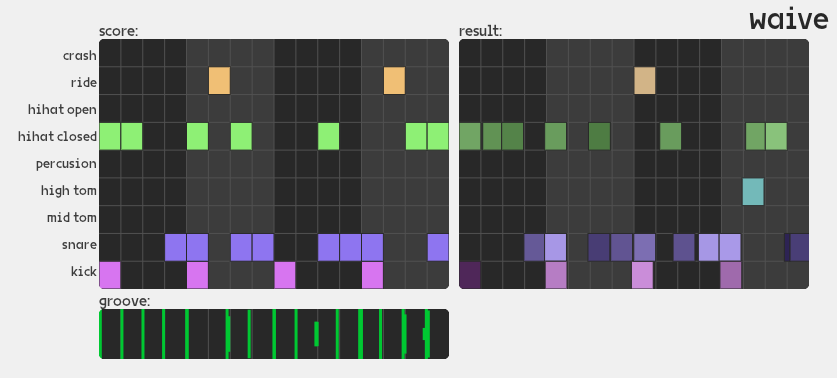 waive
score:
result:
crash
ride
hihat open
hihat closed
percusion
high tom
mid tom
snare
kick
groove: